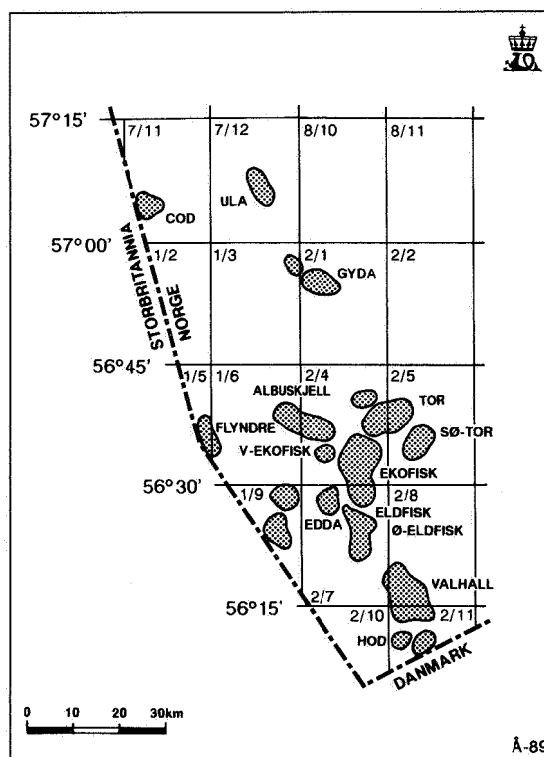 57°15'
7/11 7/12 8/10 8/11
ULA
COD
57°00'
1/2 1/3 2/1 2/2
GYDA
STORBRITANNIA
NORGE
56°45'
1/5 1/6 2/4 2/5
ALBUSKJELL
TOR
FLYNDRE
SØ-TOR
V-EKOFISK
EKOFISK
56°30'
1/9 2/8
ELDFISK
EDDA
Ø-ELDFISK
VALHALL
2/7
56°15'
2/10 2/11
HOD
DANMARK
0 10 20 30km
Å-89